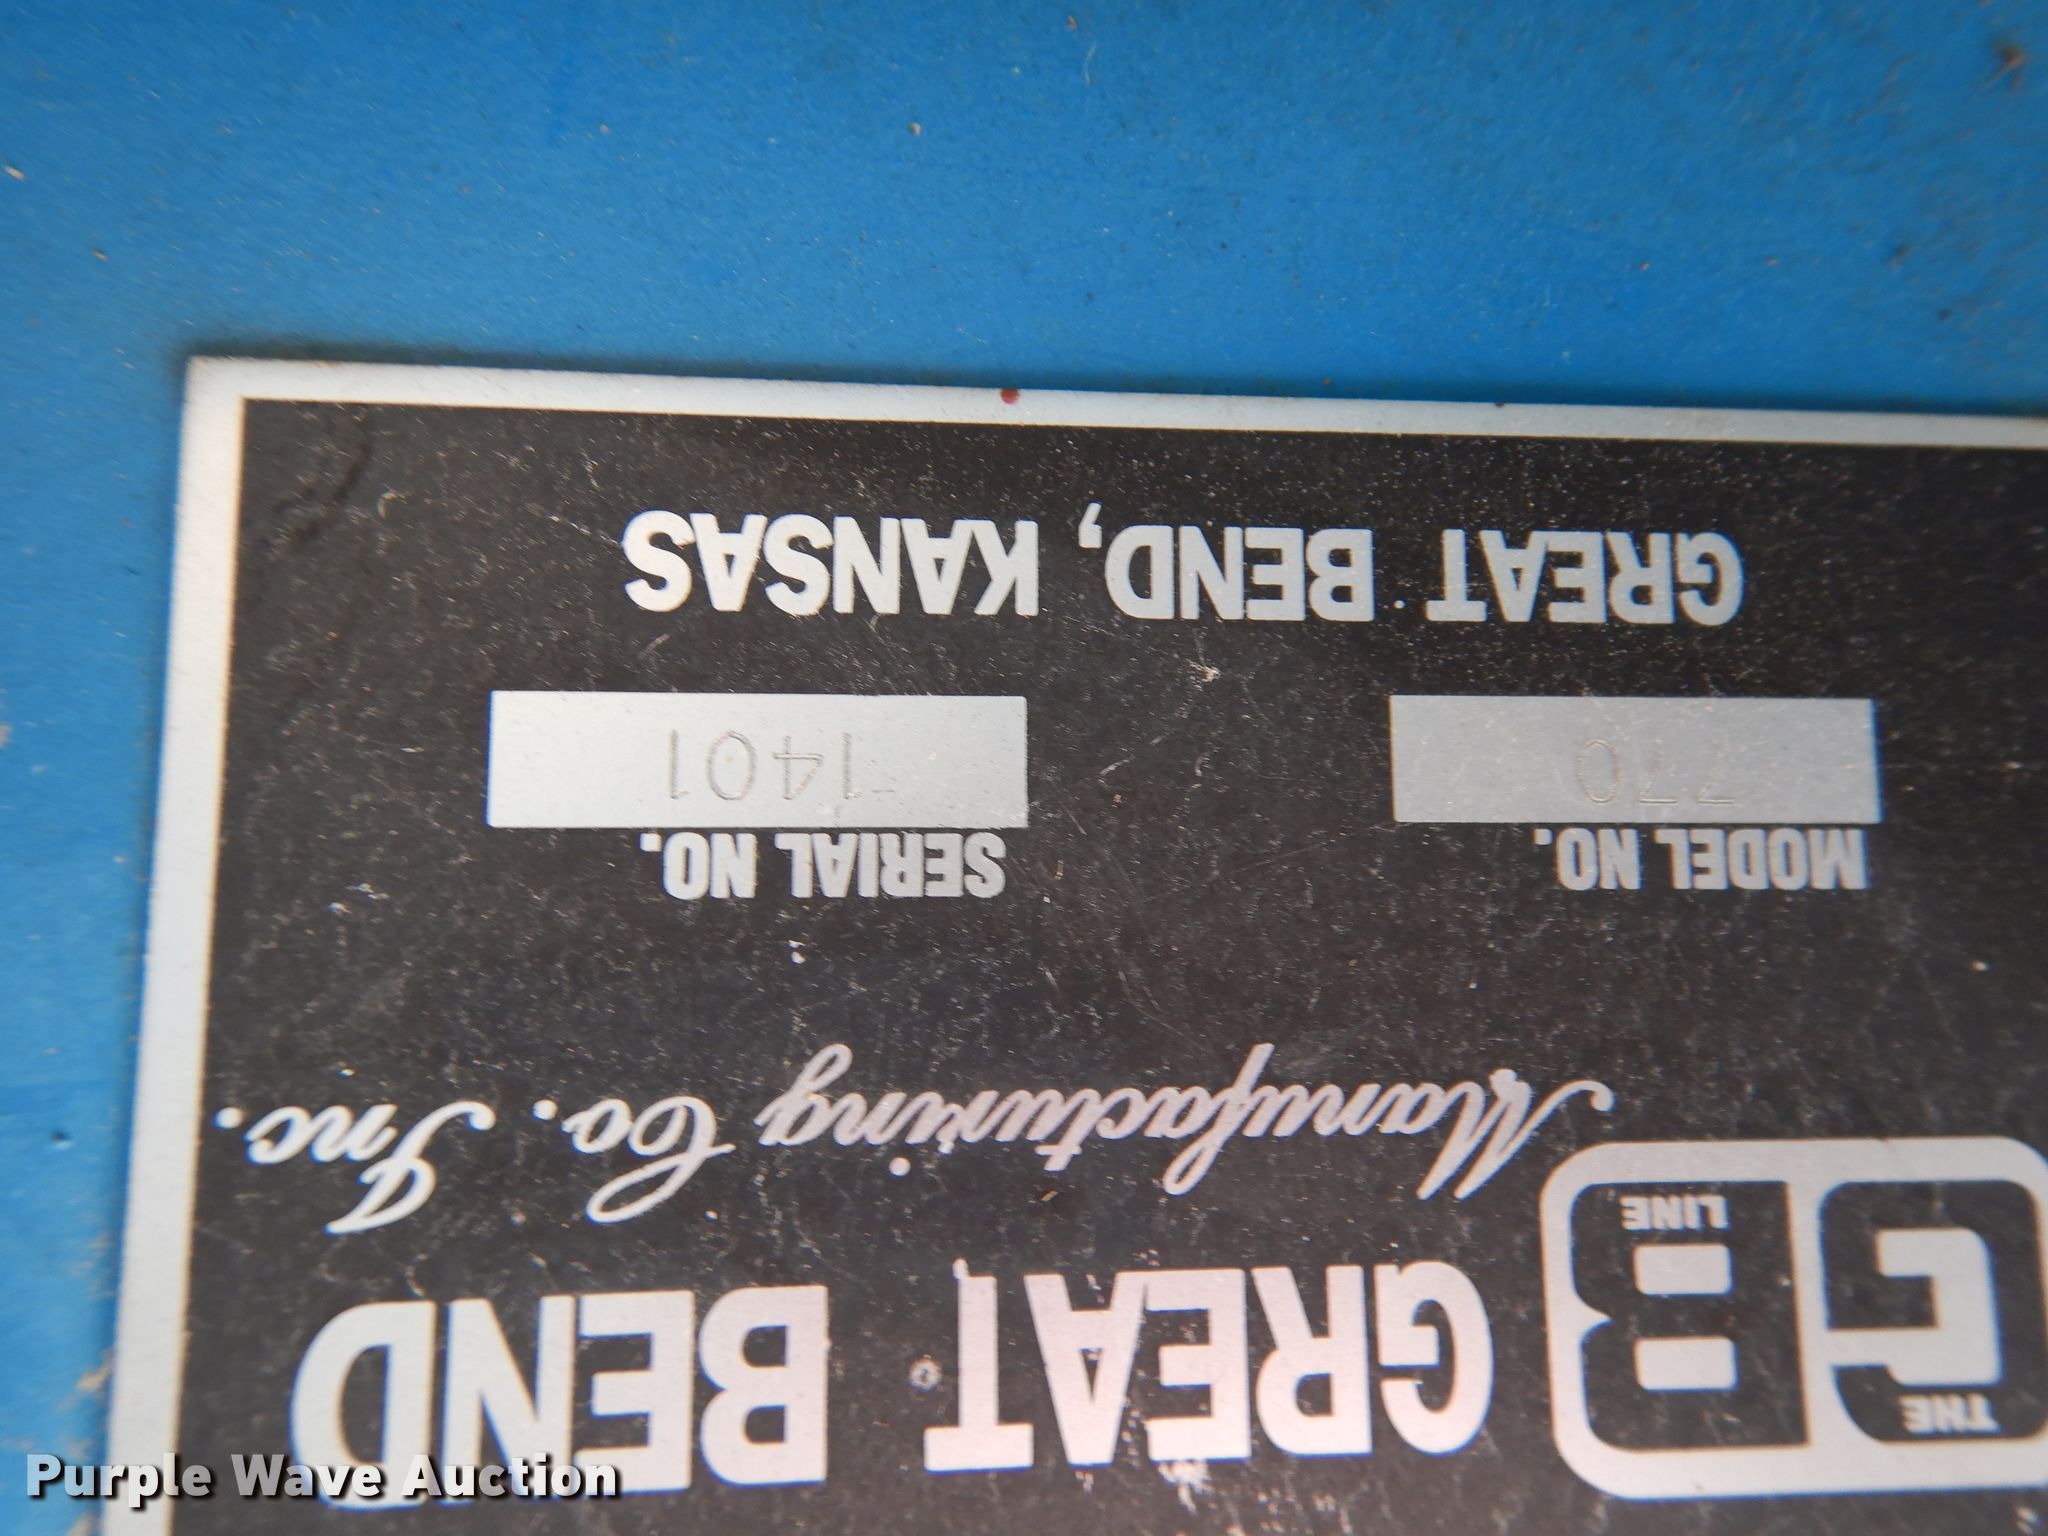 THE
GB
LINE
GREAT BEND
Manufacturing Co. Inc.
MODEL NO. SERIAL NO.
770 1401
GREAT BEND, KANSAS
Purple Wave Auction